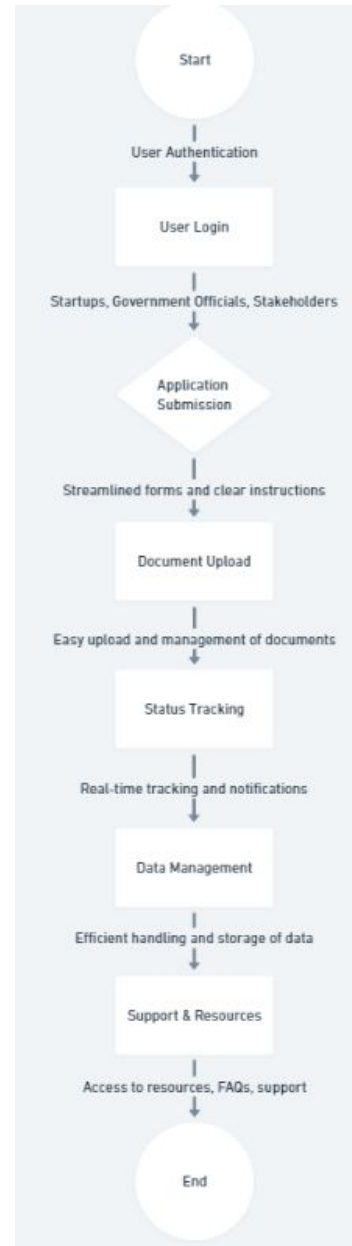 Start
User Authentication
User Login
Startups, Government Officials, Stakeholders
Application
Submission
Streamlined forms and clear instructions
Document Upload
Easy upload and management of documents
Status Tracking
Real-time tracking and notifications
Data Management
Efficient handling and storage of data
Support & Resources
Access to resources, FAQs, support
End